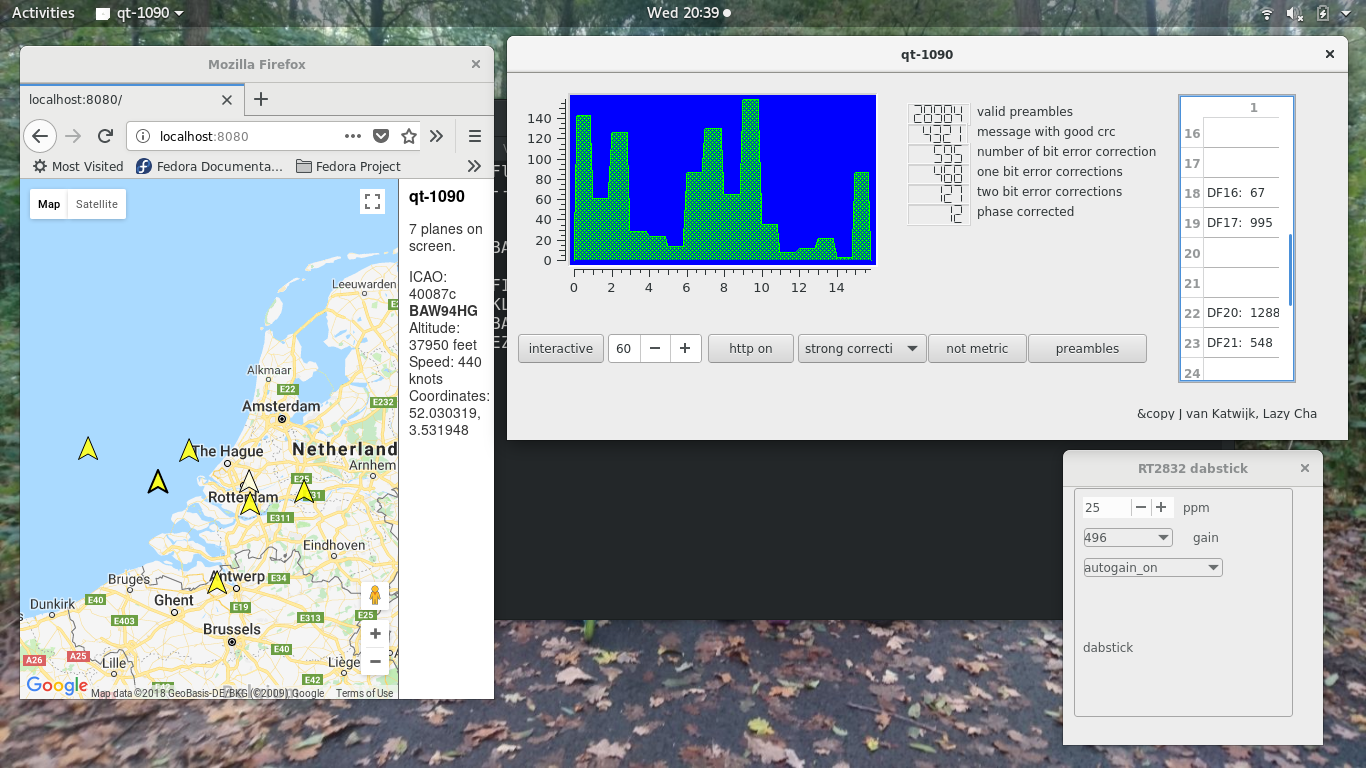 Activities
qt-1090
Wed 20:39
Mozilla Firefox
localhost:8080/
localhost:8080
Most Visited
Fedora Documenta...
Fedora Project
Map
Satellite
Leeuwarden
Alkmaar
E22
Amsterdam
E232
The Hague
Netherland
Arnhem
E25
E31
Rotterdam
E311
Eindhoven
Bruges
Antwerp
E34
Dunkirk
E40
Ghent
E19
E403
E313
E25
Brussels
E40
A26
A25
Lille
Liège
E42
Google
Map data ©2018 GeoBasis-DE/BKG (©2009), Google
Terms of Use
qt-1090
7 planes on
screen.
ICAO:
40087c
BAW94HG
Altitude:
37950 feet
Speed: 440
knots
Coordinates:
52.030319,
3.531948
qt-1090
140
120
100
80
60
40
20
0
0 2 4 6 8 10 12 14
20304 valid preambles
4321 message with good crc
595 number of bit error correction
one bit error corrections
121 two bit error corrections
12 phase corrected
interactive
60
http on
strong correcti
not metric
preambles
1
16
17
18 DF16: 67
19 DF17: 995
20
21
22 DF20: 1288
23 DF21: 548
24
&copy J van Katwijk, Lazy Cha
RT2832 dabstick
25 ppm
496 gain
autogain_on
dabstick